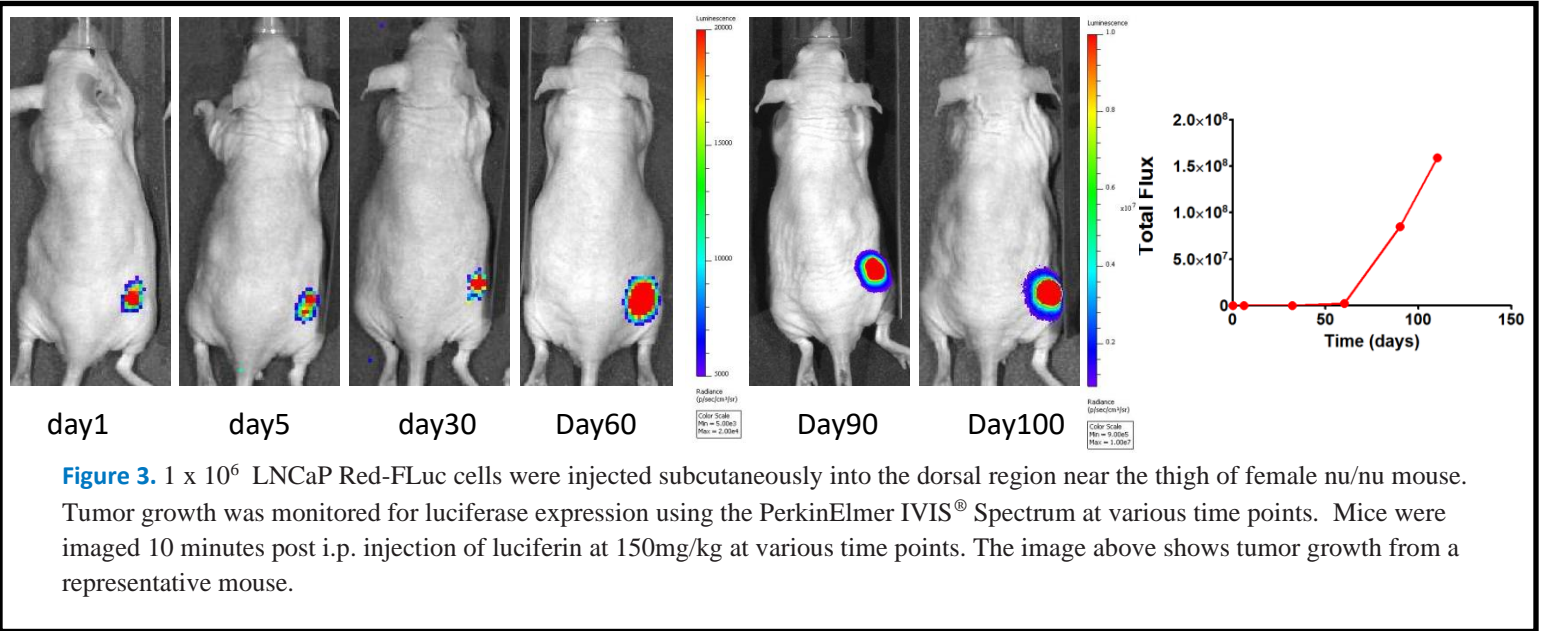 Luminescence
20000
15000
10000
5000
Radiance
(p/sec/cm²/sr)
Color Scale
Min = 5.00e3
Max = 2.00e4
Luminescence
1.0
0.8
0.6
x10⁷
0.4
0.2
Radiance
(p/sec/cm²/sr)
Color Scale
Min = 9.00e5
Max = 1.00e7
Total Flux
2.0×10⁸
1.5×10⁸
1.0×10⁸
5.0×10⁷
0
0 50 100 150
Time (days)
day1 day5 day30 Day60 Day90 Day100
Figure 3. 1 x 10⁶ LNCaP Red-FLuc cells were injected subcutaneously into the dorsal region near the thigh of female nu/nu mouse.
Tumor growth was monitored for luciferase expression using the PerkinElmer IVIS® Spectrum at various time points. Mice were
imaged 10 minutes post i.p. injection of luciferin at 150mg/kg at various time points. The image above shows tumor growth from a
representative mouse.